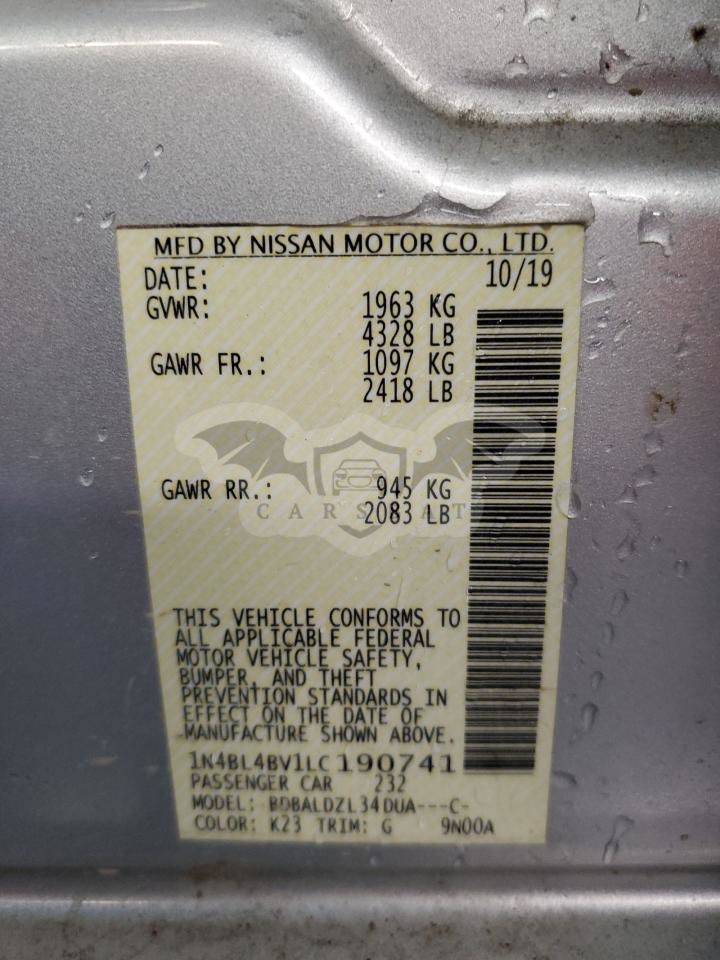 MFD BY NISSAN MOTOR CO., LTD.
DATE: 10/19
GVWR: 1963 KG
4328 LB
GAWR FR.: 1097 KG
2418 LB
GAWR RR.: 945 KG
CARSBAT
2083 LB
THIS VEHICLE CONFORMS TO
ALL APPLICABLE FEDERAL
MOTOR VEHICLE SAFETY,
BUMPER, AND THEFT
PREVENTION STANDARDS IN
EFFECT ON THE DATE OF
MANUFACTURE SHOWN ABOVE.
1N4BL4BV1LC190741
PASSENGER CAR 232
MODEL: BDBALDZL34DUA---C-
COLOR: K23 TRIM: G 9N00A